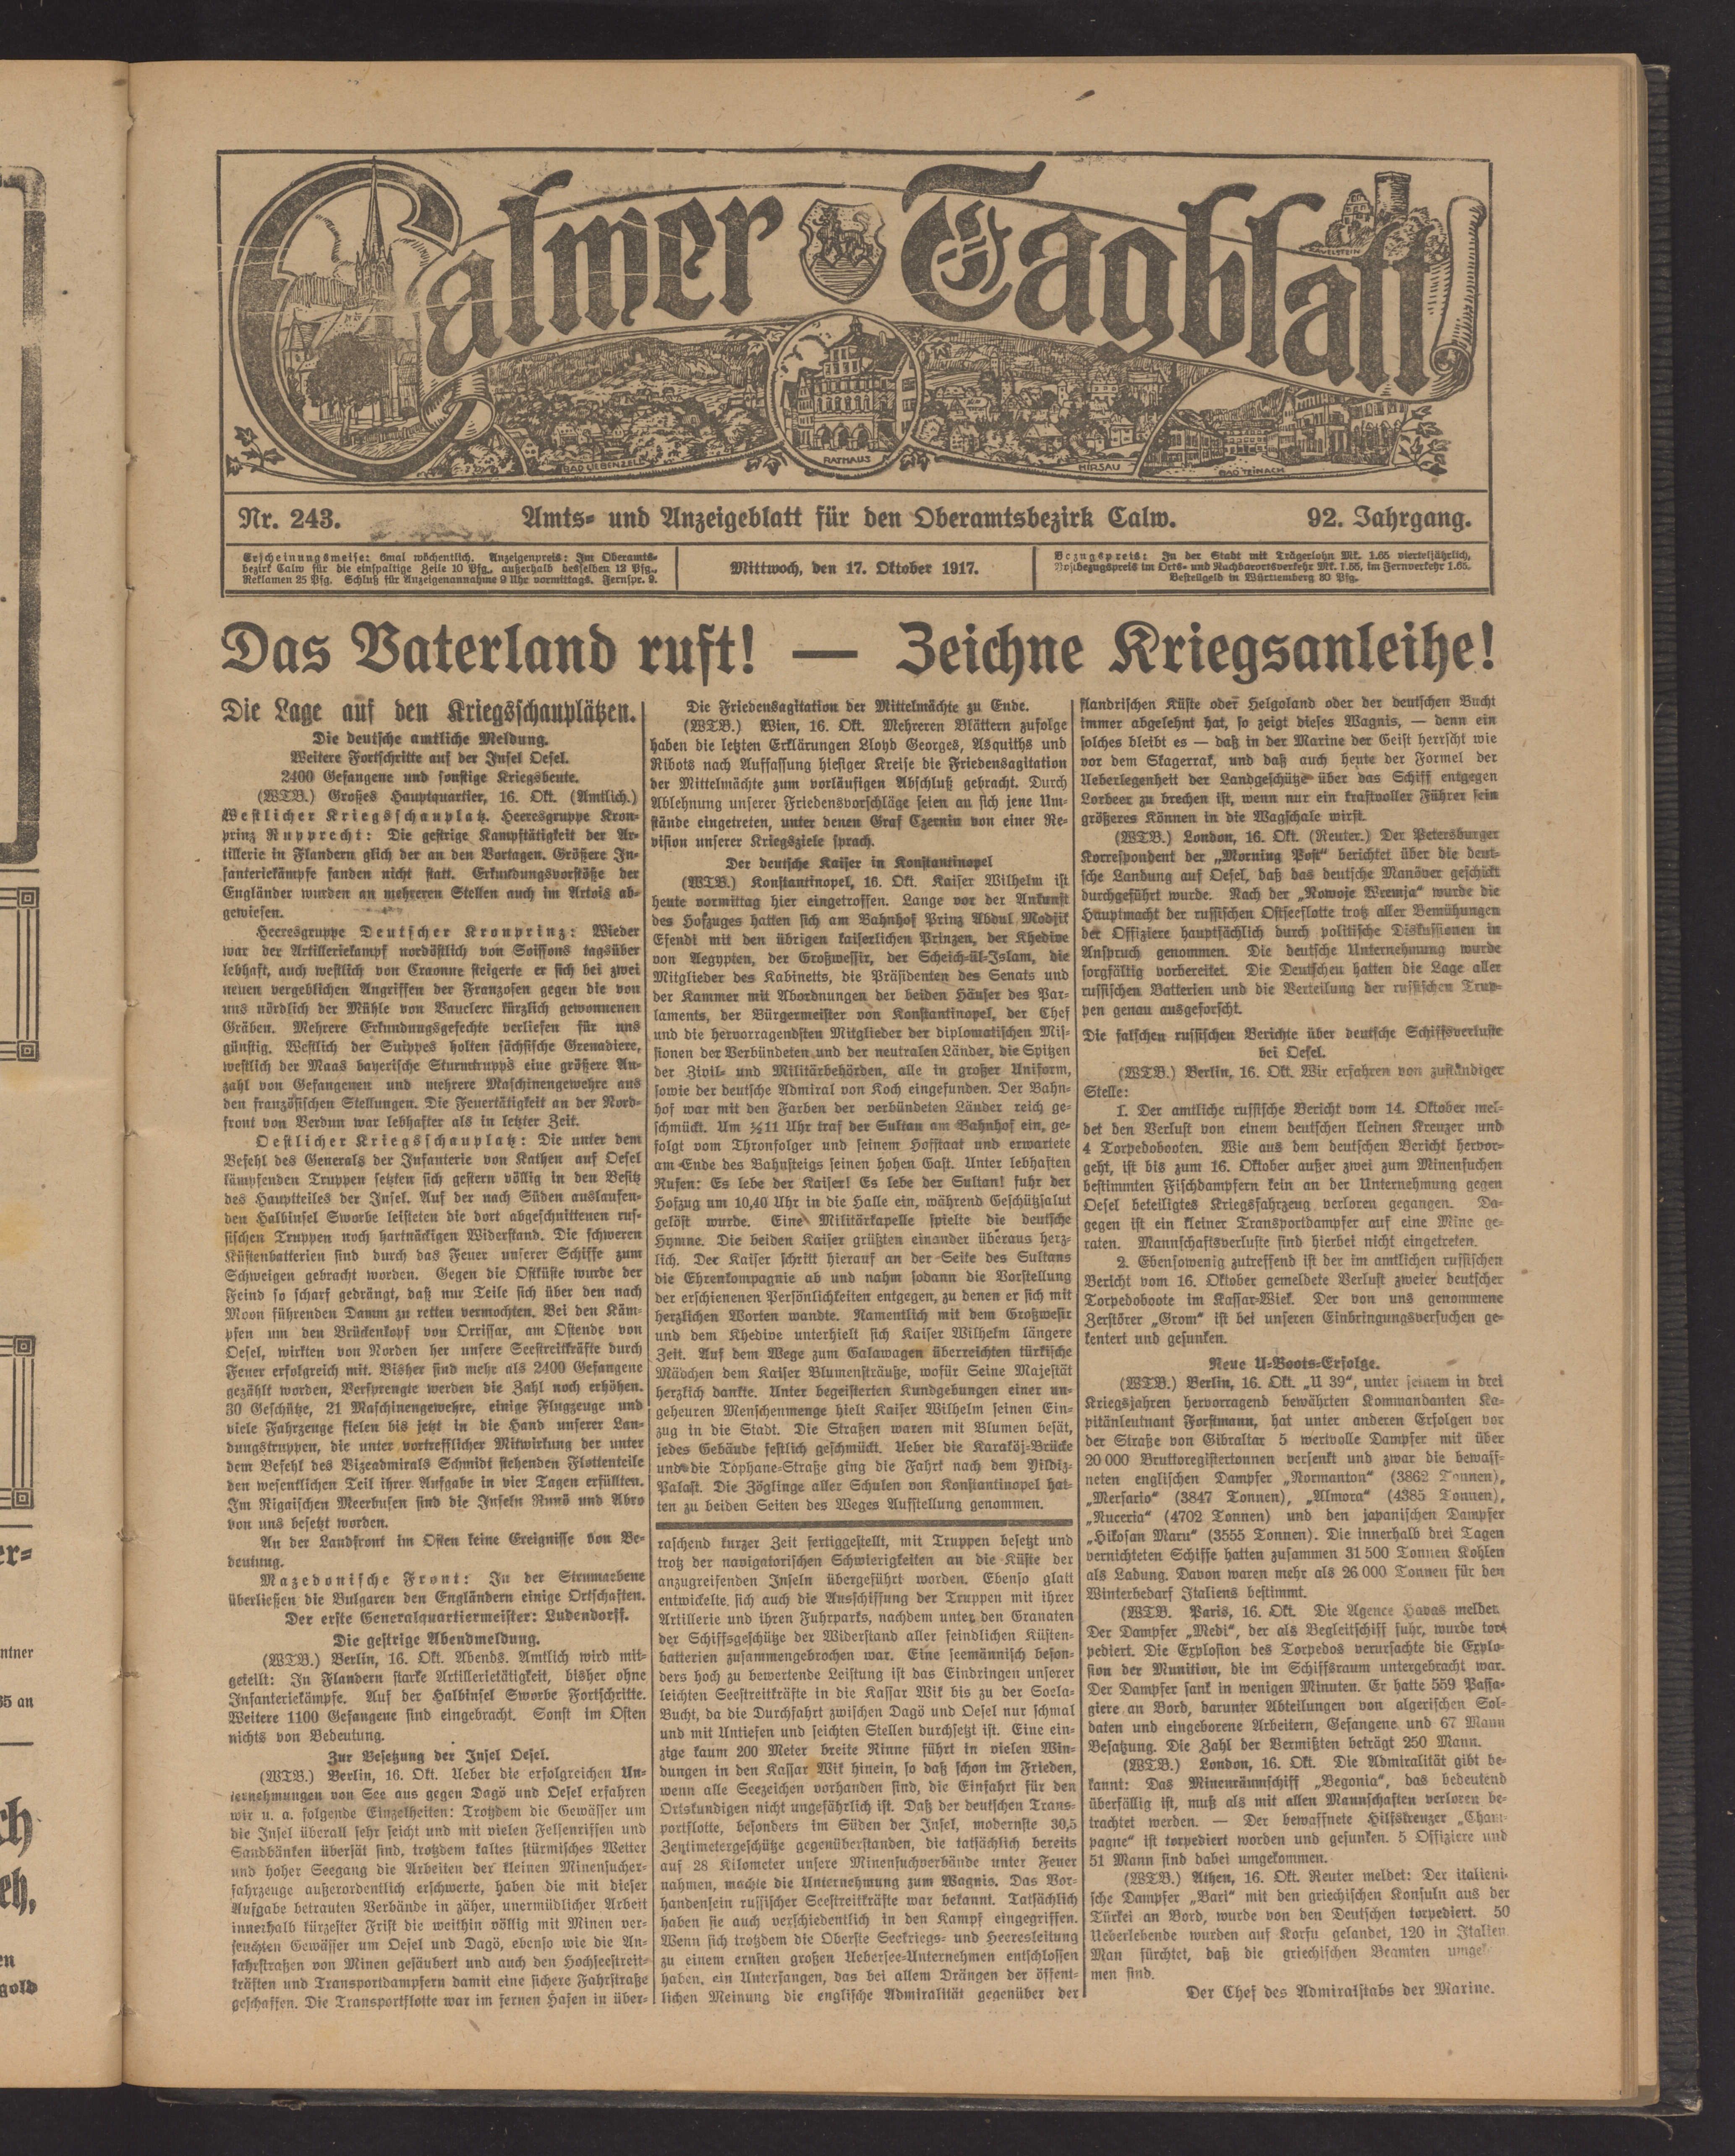 Calwer Tagblatt
ZAVELSTEIN
BAD LIEBENZELL
RATHAUS
HIRSAU
BAD TEINACH
Nr. 243.
Amts- und Anzeigeblatt für den Oberamtsbezirk Calw.
92. Jahrgang.
Erscheinungsweise: 6mal wöchentlich. Anzeigenpreis: Im Oberamts-
bezirk Calw für die einspaltige Zeile 10 Pfg., außerhalb desselben 12 Pfg.,
Reklamen 25 Pfg. Schluß für Anzeigenannahme 9 Uhr vormittags. Fernspr. 9.
Mittwoch, den 17. Oktober 1917.
Bezugspreis: In der Stadt mit Trägerlohn Mk. 1.65 vierteljährlich,
Postbezugspreis im Orts- und Nachbarortsverkehr Mk. 1.55, im Fernverkehr 1.65.
Bestellgeld in Württemberg 30 Pfg.
Das Vaterland ruft! — Zeichne Kriegsanleihe!
Die Lage auf den Kriegsschauplätzen.
Die deutsche amtliche Meldung.
Weitere Fortschritte auf der Insel Oesel.
2400 Gefangene und sonstige Kriegsbeute.
(WTB.) Großes Hauptquartier, 16. Okt. (Amtlich.)
Westlicher Kriegsschauplatz. Heeresgruppe Kron-
prinz Rupprecht: Die gestrige Kampftätigkeit der Ar-
tillerie in Flandern glich der an den Vortagen. Größere In-
fanteriekämpfe fanden nicht statt. Erkundungsvorstöße der
Engländer wurden an mehreren Stellen auch im Artois ab-
gewiesen.
Heeresgruppe Deutscher Kronprinz: Wieder
war der Artilleriekampf nordöstlich von Soissons tagsüber
lebhaft, auch westlich von Craonne steigerte er sich bei zwei
neuen vergeblichen Angriffen der Franzosen gegen die von
uns nördlich der Mühle von Vauclerc kürzlich gewonnenen
Gräben. Mehrere Erkundungsgefechte verliefen für uns
günstig. Westlich der Suippes holten sächsische Grenadiere,
westlich der Maas bayerische Sturmtrupps eine größere An-
zahl von Gefangenen und mehrere Maschinengewehre aus
den französischen Stellungen. Die Feuertätigkeit an der Nord-
front von Verdun war lebhafter als in letzter Zeit.
Oestlicher Kriegsschauplatz: Die unter dem
Befehl des Generals der Infanterie von Kathen auf Oesel
kämpfenden Truppen setzten sich gestern völlig in den Besitz
des Hauptteiles der Insel. Auf der nach Süden auslaufen-
den Halbinsel Sworbe leisteten die dort abgeschnittenen rus-
sischen Truppen noch hartnäckigen Widerstand. Die schweren
Küstenbatterien sind durch das Feuer unserer Schiffe zum
Schweigen gebracht worden. Gegen die Ostküste wurde der
Feind so scharf gedrängt, daß nur Teile sich über den nach
Moon führenden Damm zu retten vermochten. Bei den Käm-
pfen um den Brückenkopf von Orrissar, am Ostende von
Oesel, wirkten von Norden her unsere Seestreitkräfte durch
Feuer erfolgreich mit. Bisher sind mehr als 2400 Gefangene
gezählt worden, Versprengte werden die Zahl noch erhöhen.
30 Geschütze, 21 Maschinengewehre, einige Flugzeuge und
viele Fahrzeuge fielen bis jetzt in die Hand unserer Lan-
dungstruppen, die unter vortrefflicher Mitwirkung der unter
dem Befehl des Vizeadmirals Schmidt stehenden Flottenteile
den wesentlichen Teil ihrer Aufgabe in vier Tagen erfüllten.
Im Rigaischen Meerbusen sind die Inseln Runö und Abro
von uns besetzt worden.
An der Landfront im Osten keine Ereignisse von Be-
deutung.
Mazedonische Front: In der Strumaebene
überließen die Bulgaren den Engländern einige Ortschaften.
Der erste Generalquartiermeister: Ludendorff.
Die gestrige Abendmeldung.
(WTB.) Berlin, 16. Okt. Abends. Amtlich wird mit-
geteilt: In Flandern starke Artillerietätigkeit, bisher ohne
Infanteriekämpfe. Auf der Halbinsel Sworbe Fortschritte.
Weitere 1100 Gefangene sind eingebracht. Sonst im Osten
nichts von Bedeutung.
Zur Besetzung der Insel Oesel.
(WTB.) Berlin, 16. Okt. Ueber die erfolgreichen Un-
ternehmungen von See aus gegen Dagö und Oesel erfahren
wir u. a. folgende Einzelheiten: Trotzdem die Gewässer um
die Insel überall sehr seicht und mit vielen Felsenriffen und
Sandbänken übersät sind, trotzdem kaltes stürmisches Wetter
und hoher Seegang die Arbeiten der kleinen Minensucher-
fahrzeuge außerordentlich erschwerte, haben die mit dieser
Aufgabe betrauten Verbände in zäher, unermüdlicher Arbeit
innerhalb kürzester Frist die weithin völlig mit Minen ver-
seuchten Gewässer um Oesel und Dagö, ebenso wie die An-
fahrstraßen von Minen gesäubert und auch den Hochseestreit-
kräften und Transportdampfern damit eine sichere Fahrstraße
geschaffen. Die Transportflotte war im fernen Hafen in über-
Die Friedensagitation der Mittelmächte zu Ende.
(WTB.) Wien, 16. Okt. Mehreren Blättern zufolge
haben die letzten Erklärungen Lloyd Georges, Asquiths und
Ribots nach Auffassung hiesiger Kreise die Friedensagitation
der Mittelmächte zum vorläufigen Abschluß gebracht. Durch
Ablehnung unserer Friedensvorschläge seien an sich jene Um-
stände eingetreten, unter denen Graf Czernin von einer Re-
vision unserer Kriegsziele sprach.
Der deutsche Kaiser in Konstantinopel
(WTB.) Konstantinopel, 16. Okt. Kaiser Wilhelm ist
heute vormittag hier eingetroffen. Lange vor der Ankunft
des Hofzuges hatten sich am Bahnhof Prinz Abdul Modjik
Efendi mit den übrigen kaiserlichen Prinzen, der Khedive
von Aegypten, der Großwessir, der Scheich-ül-Islam, die
Mitglieder des Kabinetts, die Präsidenten des Senats und
der Kammer mit Abordnungen der beiden Häuser des Par-
laments, der Bürgermeister von Konstantinopel, der Chef
und die hervorragendsten Mitglieder der diplomatischen Mis-
sionen der Verbündeten und der neutralen Länder, die Spitzen
der Zivil- und Militärbehörden, alle in großer Uniform,
sowie der deutsche Admiral von Koch eingefunden. Der Bahn-
hof war mit den Farben der verbündeten Länder reich ge-
schmückt. Um 11 Uhr traf der Sultan am Bahnhof ein, ge-
folgt vom Thronfolger und seinem Hofstaat und erwartete
am Ende des Bahnsteigs seinen hohen Gast. Unter lebhaften
Rufen: Es lebe der Kaiser! Es lebe der Sultan! fuhr der
Hofzug um 10,40 Uhr in die Halle ein, während Geschützsalut
gelöst wurde. Eine Militärkapelle spielte die deutsche
Hymne. Die beiden Kaiser grüßten einander überaus herz-
lich. Der Kaiser schritt hierauf an der Seite des Sultans
die Ehrenkompagnie ab und nahm sodann die Vorstellung
der erschienenen Persönlichkeiten entgegen, zu denen er sich mit
herzlichen Worten wandte. Namentlich mit dem Großwesir
und dem Khedive unterhielt sich Kaiser Wilhelm längere
Zeit. Auf dem Wege zum Galawagen überreichten türkische
Mädchen dem Kaiser Blumensträuße, wofür Seine Majestät
herzlich dankte. Unter begeisterten Kundgebungen einer un-
geheuren Menschenmenge hielt Kaiser Wilhelm seinen Ein-
zug in die Stadt. Die Straßen waren mit Blumen besät,
jedes Gebäude festlich geschmückt. Ueber die Karaköj-Brücke
und die Tophane-Straße ging die Fahrt nach dem Yildiz-
Palast. Die Zöglinge aller Schulen von Konstantinopel hat-
ten zu beiden Seiten des Weges Aufstellung genommen.
raschend kurzer Zeit fertiggestellt, mit Truppen besetzt und
trotz der navigatorischen Schwierigkeiten an die Küste der
anzugreifenden Inseln übergeführt worden. Ebenso glatt
entwickelte sich auch die Ausschiffung der Truppen mit ihrer
Artillerie und ihren Fuhrparks, nachdem unter den Granaten
der Schiffsgeschütze der Widerstand aller feindlichen Küsten-
batterien zusammengebrochen war. Eine seemännisch beson-
ders hoch zu bewertende Leistung ist das Eindringen unserer
leichten Seestreitkräfte in die Kassar Wik bis zu der Soela-
Bucht, da die Durchfahrt zwischen Dagö und Oesel nur schmal
und mit Untiefen und seichten Stellen durchsetzt ist. Eine ein-
zige kaum 200 Meter breite Rinne führt in vielen Win-
dungen in den Kassar Wik hinein, so daß schon im Frieden,
wenn alle Seezeichen vorhanden sind, die Einfahrt für den
Ortskundigen nicht ungefährlich ist. Daß der deutschen Trans-
portflotte, besonders im Süden der Insel, modernste 30,5
Zentimetergeschütze gegenüberstanden, die tatsächlich bereits
auf 28 Kilometer unsere Minensuchverbände unter Feuer
nahmen, machte die Unternehmung zum Wagnis. Das Vor-
handensein russischer Seestreitkräfte war bekannt. Tatsächlich
haben sie auch verschiedentlich in den Kampf eingegriffen.
Wenn sich trotzdem die Oberste Seekriegs- und Heeresleitung
zu einem ernsten großen Uebersee-Unternehmen entschlossen
haben, ein Untersangen, das bei allem Drängen der öffent-
lichen Meinung die englische Admiralität gegenüber der
flandrischen Küste oder Helgoland oder der deutschen Bucht
immer abgelehnt hat, so zeigt dieses Wagnis, — denn ein
solches bleibt es — daß in der Marine der Geist herrscht wie
vor dem Skagerrak, und daß auch heute der Formel der
Ueberlegenheit der Landgeschütze über das Schiff entgegen
Lorbeer zu brechen ist, wenn nur ein kraftvoller Führer sein
größeres Können in die Wagschale wirft.
(WTB.) London, 16. Okt. (Reuter.) Der Petersburger
Korrespondent der „Morning Post“ berichtet über die deut-
sche Landung auf Oesel, daß das deutsche Manöver geschickt
durchgeführt wurde. Nach der „Nowoje Wremja“ wurde die
Hauptmacht der russischen Ostseeflotte trotz aller Bemühungen
der Offiziere hauptsächlich durch politische Diskussionen in
Anspruch genommen. Die deutsche Unternehmung wurde
sorgfältig vorbereitet. Die Deutschen hatten die Lage aller
russischen Batterien und die Verteilung der russischen Trup-
pen genau ausgeforscht.
Die falschen russischen Berichte über deutsche Schiffsverluste
bei Oesel.
(WTB.) Berlin, 16. Okt. Wir erfahren von zuständiger
Stelle:
1. Der amtliche russische Bericht vom 14. Oktober mel-
det den Verlust von einem deutschen kleinen Kreuzer und
4 Torpedobooten. Wie aus dem deutschen Bericht hervor-
geht, ist bis zum 16. Oktober außer zwei zum Minensuchen
bestimmten Fischdampfern kein an der Unternehmung gegen
Oesel beteiligtes Kriegsfahrzeug verloren gegangen. Da-
gegen ist ein kleiner Transportdampfer auf eine Mine ge-
raten. Mannschaftsverluste sind hierbei nicht eingetreten.
2. Ebensowenig zutreffend ist der im amtlichen russischen
Bericht vom 16. Oktober gemeldete Verlust zweier deutscher
Torpedoboote im Kassar-Wiek. Der von uns genommene
Zerstörer „Grom“ ist bei unseren Einbringungsversuchen ge-
kentert und gesunken.
Neue U-Boots-Erfolge.
(WTB.) Berlin, 16. Okt. „U 39“, unter seinem in drei
Kriegsjahren hervorragend bewährten Kommandanten Ka-
pitänleutnant Forstmann, hat unter anderen Erfolgen vor
der Straße von Gibraltar 5 wertvolle Dampfer mit über
20 000 Bruttoregistertonnen versenkt und zwar die bewaff-
neten englischen Dampfer „Normanton“ (3862 Tonnen),
„Mersario“ (3847 Tonnen), „Almora“ (4385 Tonnen),
„Nuceria“ (4702 Tonnen) und den japanischen Dampfer
„Hikosan Maru“ (3555 Tonnen). Die innerhalb drei Tagen
vernichteten Schiffe hatten zusammen 31 500 Tonnen Kohlen
als Ladung. Davon waren mehr als 26 000 Tonnen für den
Winterbedarf Italiens bestimmt.
(WTB. Paris, 16. Okt. Die Agence Havas meldet.
Der Dampfer „Medi“, der als Begleitschiff fuhr, wurde tor-
pediert. Die Explosion des Torpedos verursachte die Explo-
sion der Munition, die im Schiffsraum untergebracht war.
Der Dampfer sank in wenigen Minuten. Er hatte 559 Passa-
giere an Bord, darunter Abteilungen von algerischen Sol-
daten und eingeborene Arbeitern, Gefangene und 67 Mann
Besatzung. Die Zahl der Vermißten beträgt 250 Mann.
(WTB.) London, 16. Okt. Die Admiralität gibt be-
kannt: Das Minenräumschiff „Begonia“, das bedeutend
überfällig ist, muß als mit allen Mannschaften verloren be-
trachtet werden. — Der bewaffnete Hilfskreuzer „Cham-
pagne“ ist torpediert worden und gesunken. 5 Offiziere und
51 Mann sind dabei umgekommen.
(WTB.) Athen, 16. Okt. Reuter meldet: Der italieni-
sche Dampfer „Bari“ mit den griechischen Konsuln aus der
Türkei an Bord, wurde von den Deutschen torpediert. 50
Ueberlebende wurden auf Korfu gelandet, 120 in Italien
Man fürchtet, daß die griechischen Beamten
men sind.
Der Chef des Admiralstabs der Marine.